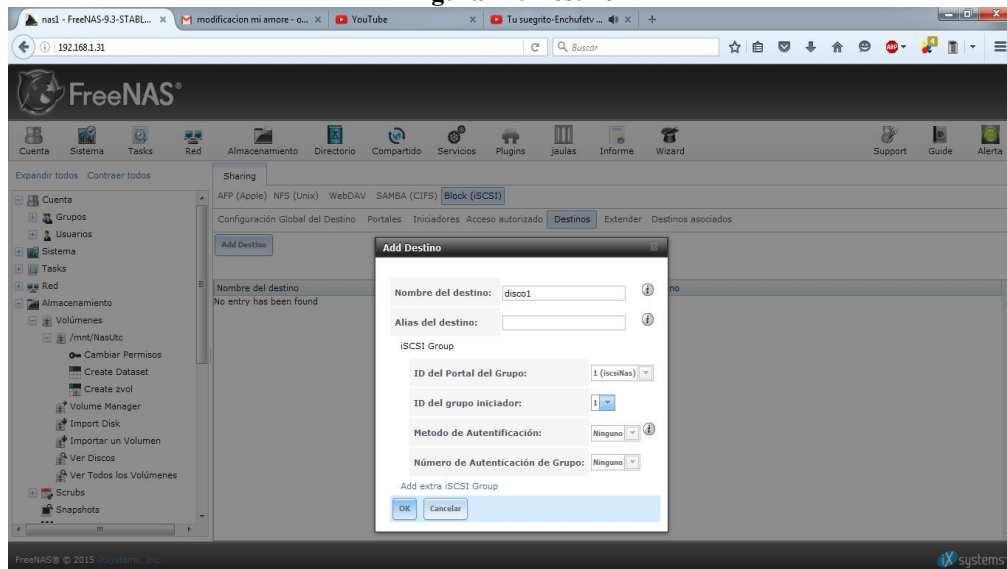 nas1 - FreeNAS-9.3-STABL...
modificacion mi amore - o...
YouTube
Tu suegrito-Enchufetv ...
192.168.1.31
Buscar
ABP
4
FreeNAS®
Cuenta
Sistema
Tasks
Red
Almacenamiento
Directorio
Compartido
Servicios
Plugins
jaulas
Informe
Wizard
Support
Guide
Alerta
Expandir todos Contraer todos
Cuenta
Grupos
Usuarios
Sistema
Tasks
Red
Almacenamiento
Volúmenes
/mnt/NasUtc
Cambiar Permisos
Create Dataset
Create zvol
Volume Manager
Import Disk
Importar un Volumen
Ver Discos
Ver Todos los Volúmenes
Scrubs
Snapshots
Sharing
AFP (Apple) NFS (Unix) WebDAV SAMBA (CIFS) Block (iSCSI)
Configuración Global del Destino Portales Iniciadores Acceso autorizado Destinos Extender Destinos asociados
Add Destino
Nombre del destino
No entry has been found
Add Destino
Nombre del destino: disco1
Alias del destino:
iSCSI Group
ID del Portal del Grupo: 1 (iscsiNas)
ID del grupo iniciador: 1
Metodo de Autentificación: Ninguno
Número de Autenticación de Grupo: Ninguno
Add extra iSCSI Group
OK Cancelar
FreeNAS® © 2015 iXsystems, Inc.
iX systems